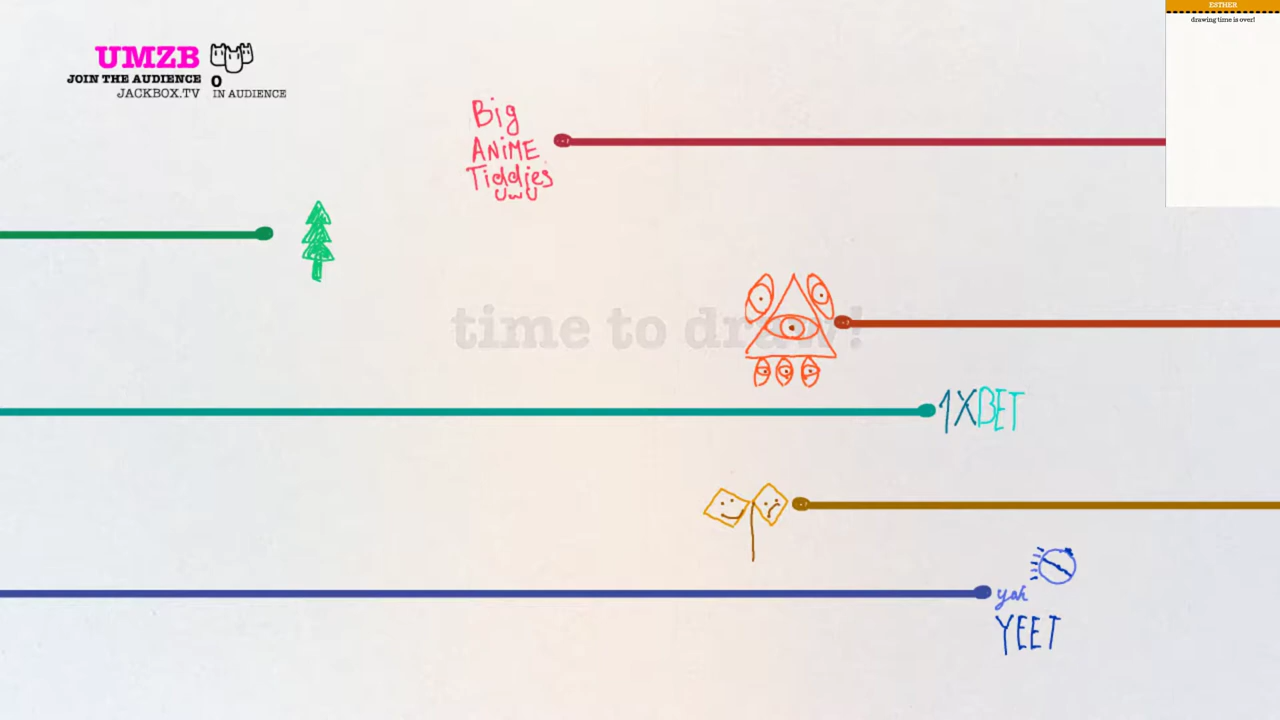 ESTHER
drawing time is over!
UMZB
JOIN THE AUDIENCE
JACKBOX.TV
0
IN AUDIENCE
Big
ANiME
Tiddies
UwU
time to draw!
1XBET
yah
YEET